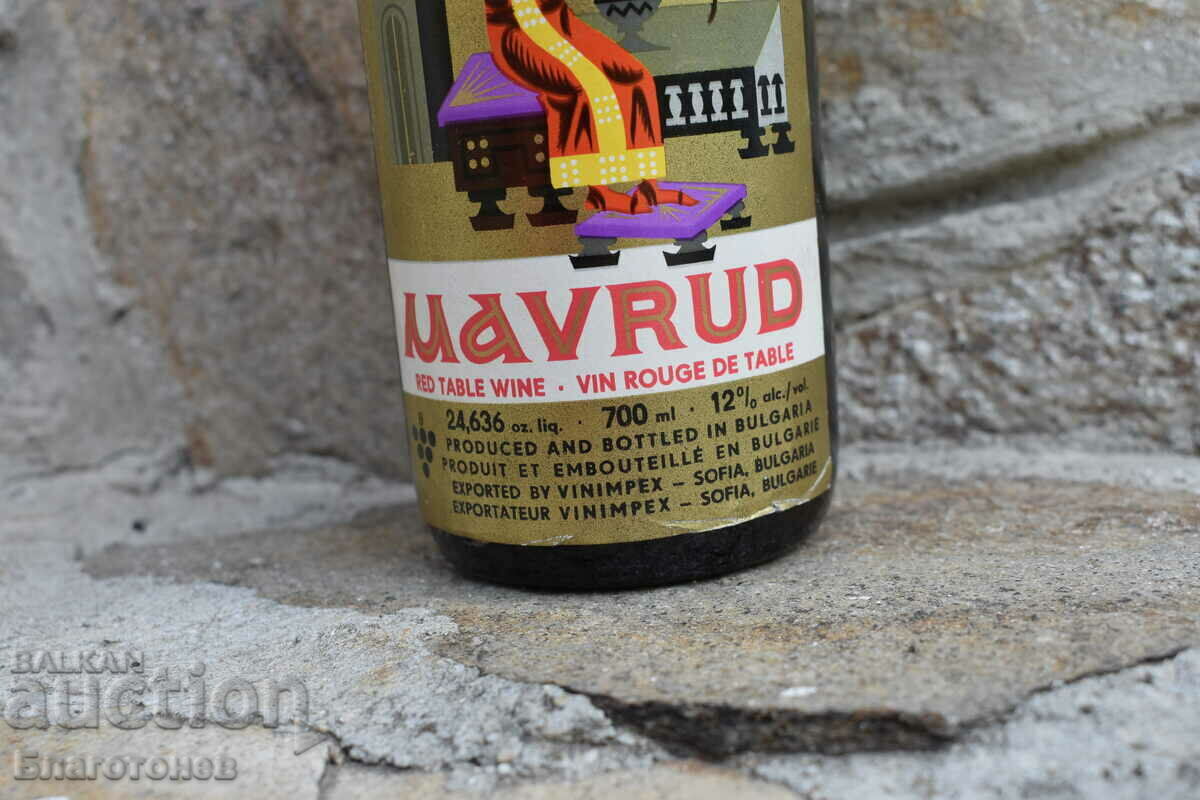 MAVRUD
RED TABLE WINE · VIN ROUGE DE TABLE
24,636 oz. liq. · 700 ml · 12% alc./vol.
PRODUCED AND BOTTLED IN BULGARIA
PRODUIT ET EMBOUTEILLÉ EN BULGARIE
EXPORTED BY VINIMPEX – SOFIA, BULGARIA
EXPORTATEUR VINIMPEX – SOFIA, BULGARIE
BALKAN
auction
Благотонев